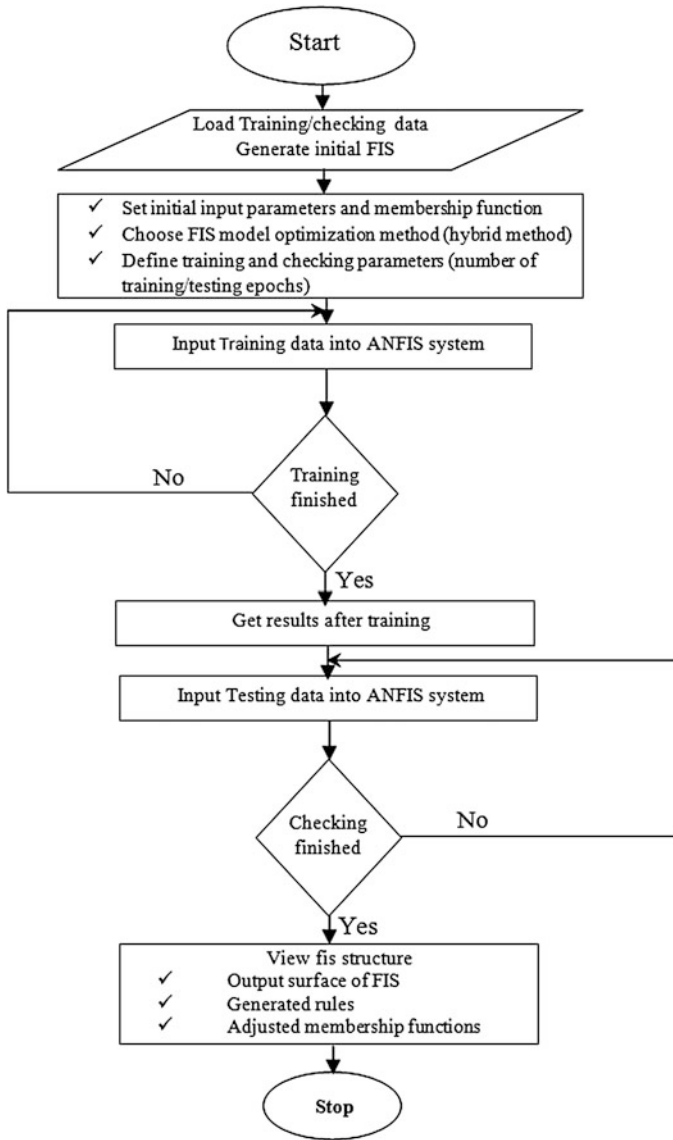 Start
Load Training/checking data
Generate initial FIS
✓ Set initial input parameters and membership function
✓ Choose FIS model optimization method (hybrid method)
✓ Define training and checking parameters (number of
training/testing epochs)
Input Training data into ANFIS system
No
Training
finished
Yes
Get results after training
Input Testing data into ANFIS system
Checking
finished
No
Yes
View fis structure
✓ Output surface of FIS
✓ Generated rules
✓ Adjusted membership functions
Stop